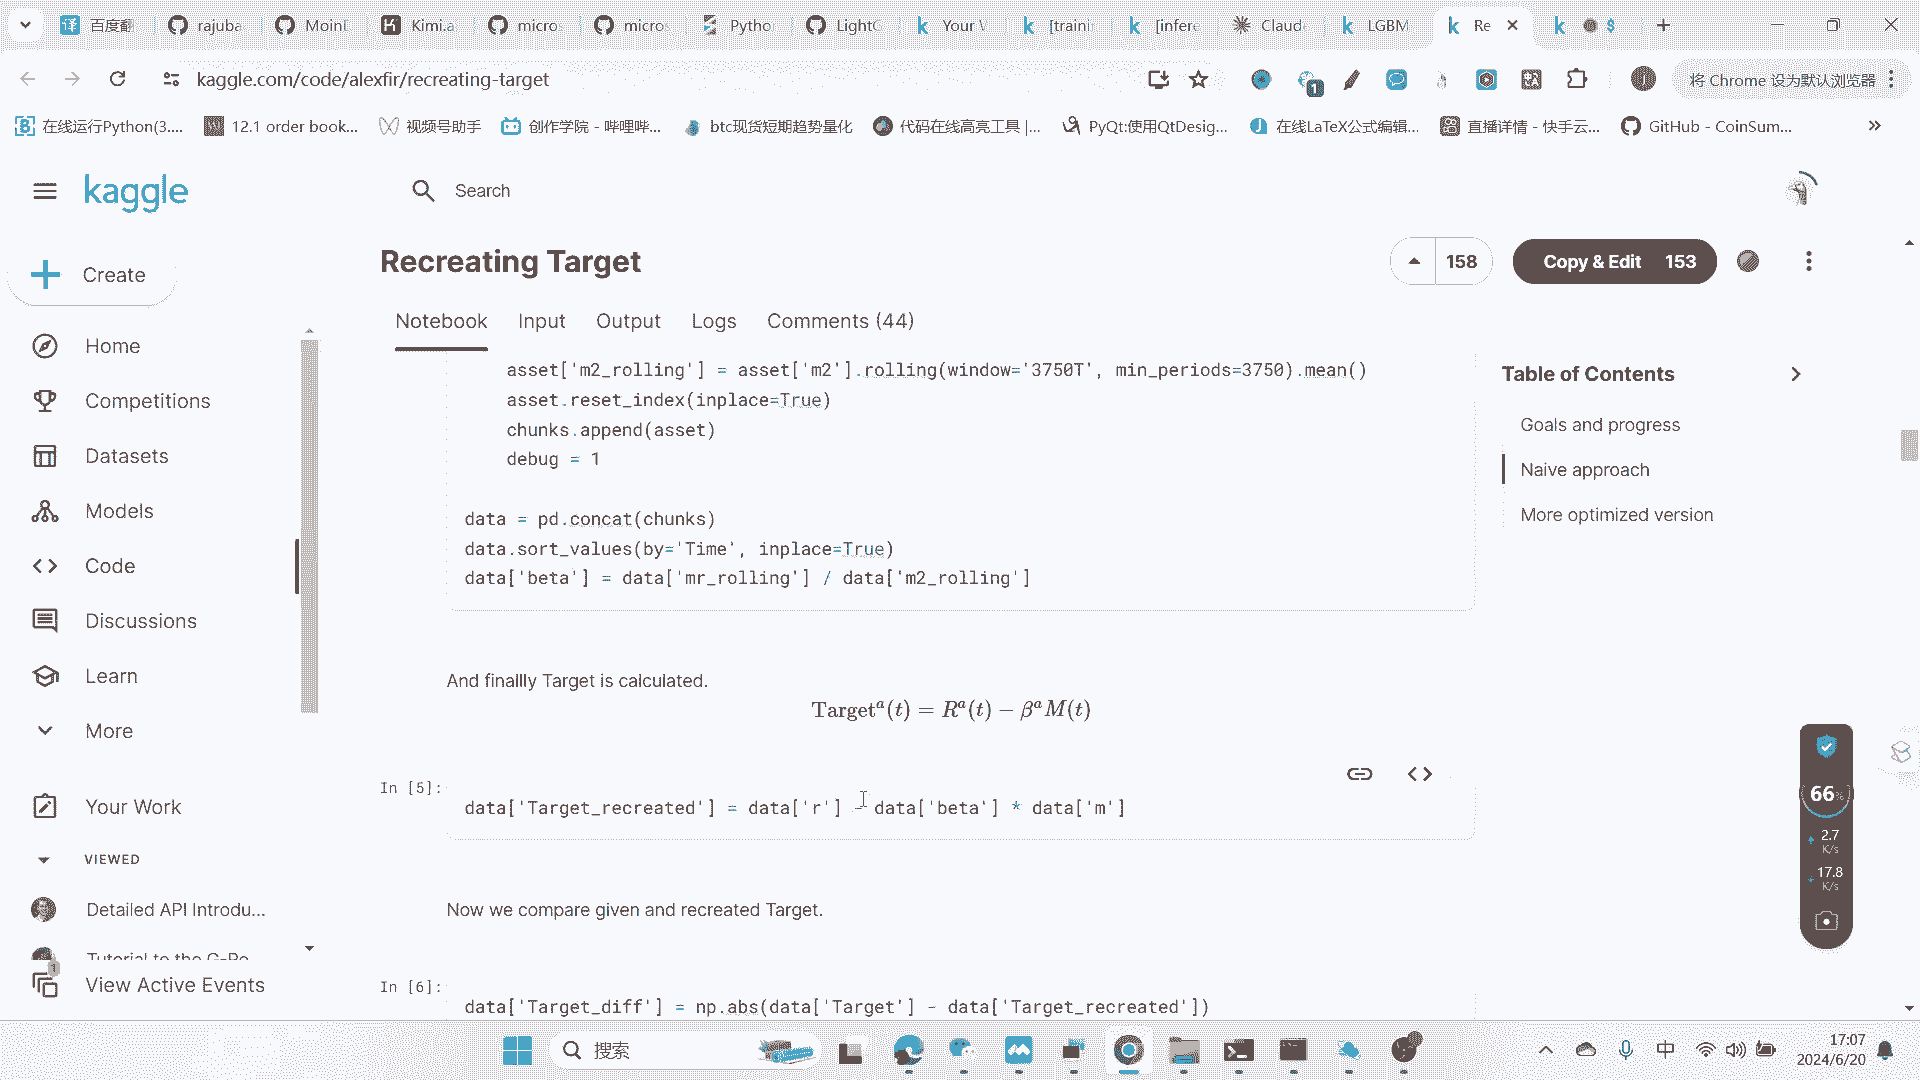 百度翻
rajuba
Moinl
Kimi.a
micros
micros
Pytho
LightG
Your V
[traini
[infere
Claude
LGBM
Re
$
kaggle.com/code/alexfir/recreating-target
1
将 Chrome 设为默认浏览器
在线运行Python(3....
12.1 order book...
视频号助手
创作学院 - 哔哩哔...
btc现货短期趋势量化
代码在线高亮工具 |...
PyQt:使用QtDesig...
在线LaTeX公式编辑...
直播详情 - 快手云...
GitHub - CoinSum...
kaggle
Search
Create
Home
Competitions
Datasets
Models
Code
Discussions
Learn
More
Your Work
VIEWED
Detailed API Introdu...
Tutorial to the G-Re
1
View Active Events
Recreating Target
158
Copy & Edit 153
Notebook
Input
Output
Logs
Comments (44)
asset['m2_rolling'] = asset['m2'].rolling(window='3750T', min_periods=3750).mean()
asset.reset_index(inplace=True)
chunks.append(asset)
debug = 1
data = pd.concat(chunks)
data.sort_values(by='Time', inplace=True)
data['beta'] = data['mr_rolling'] / data['m2_rolling']
And finallly Target is calculated.
Targetᵃ(t) = Rᵃ(t) − βᵃM(t)
In [5]:
data['Target_recreated'] = data['r'] - data['beta'] * data['m']
Now we compare given and recreated Target.
In [6]:
data['Target_diff'] = np.abs(data['Target'] - data['Target_recreated'])
Table of Contents
Goals and progress
Naive approach
More optimized version
66%
2.7
K/s
17.8
K/s
搜索
中
17:07
2024/6/20